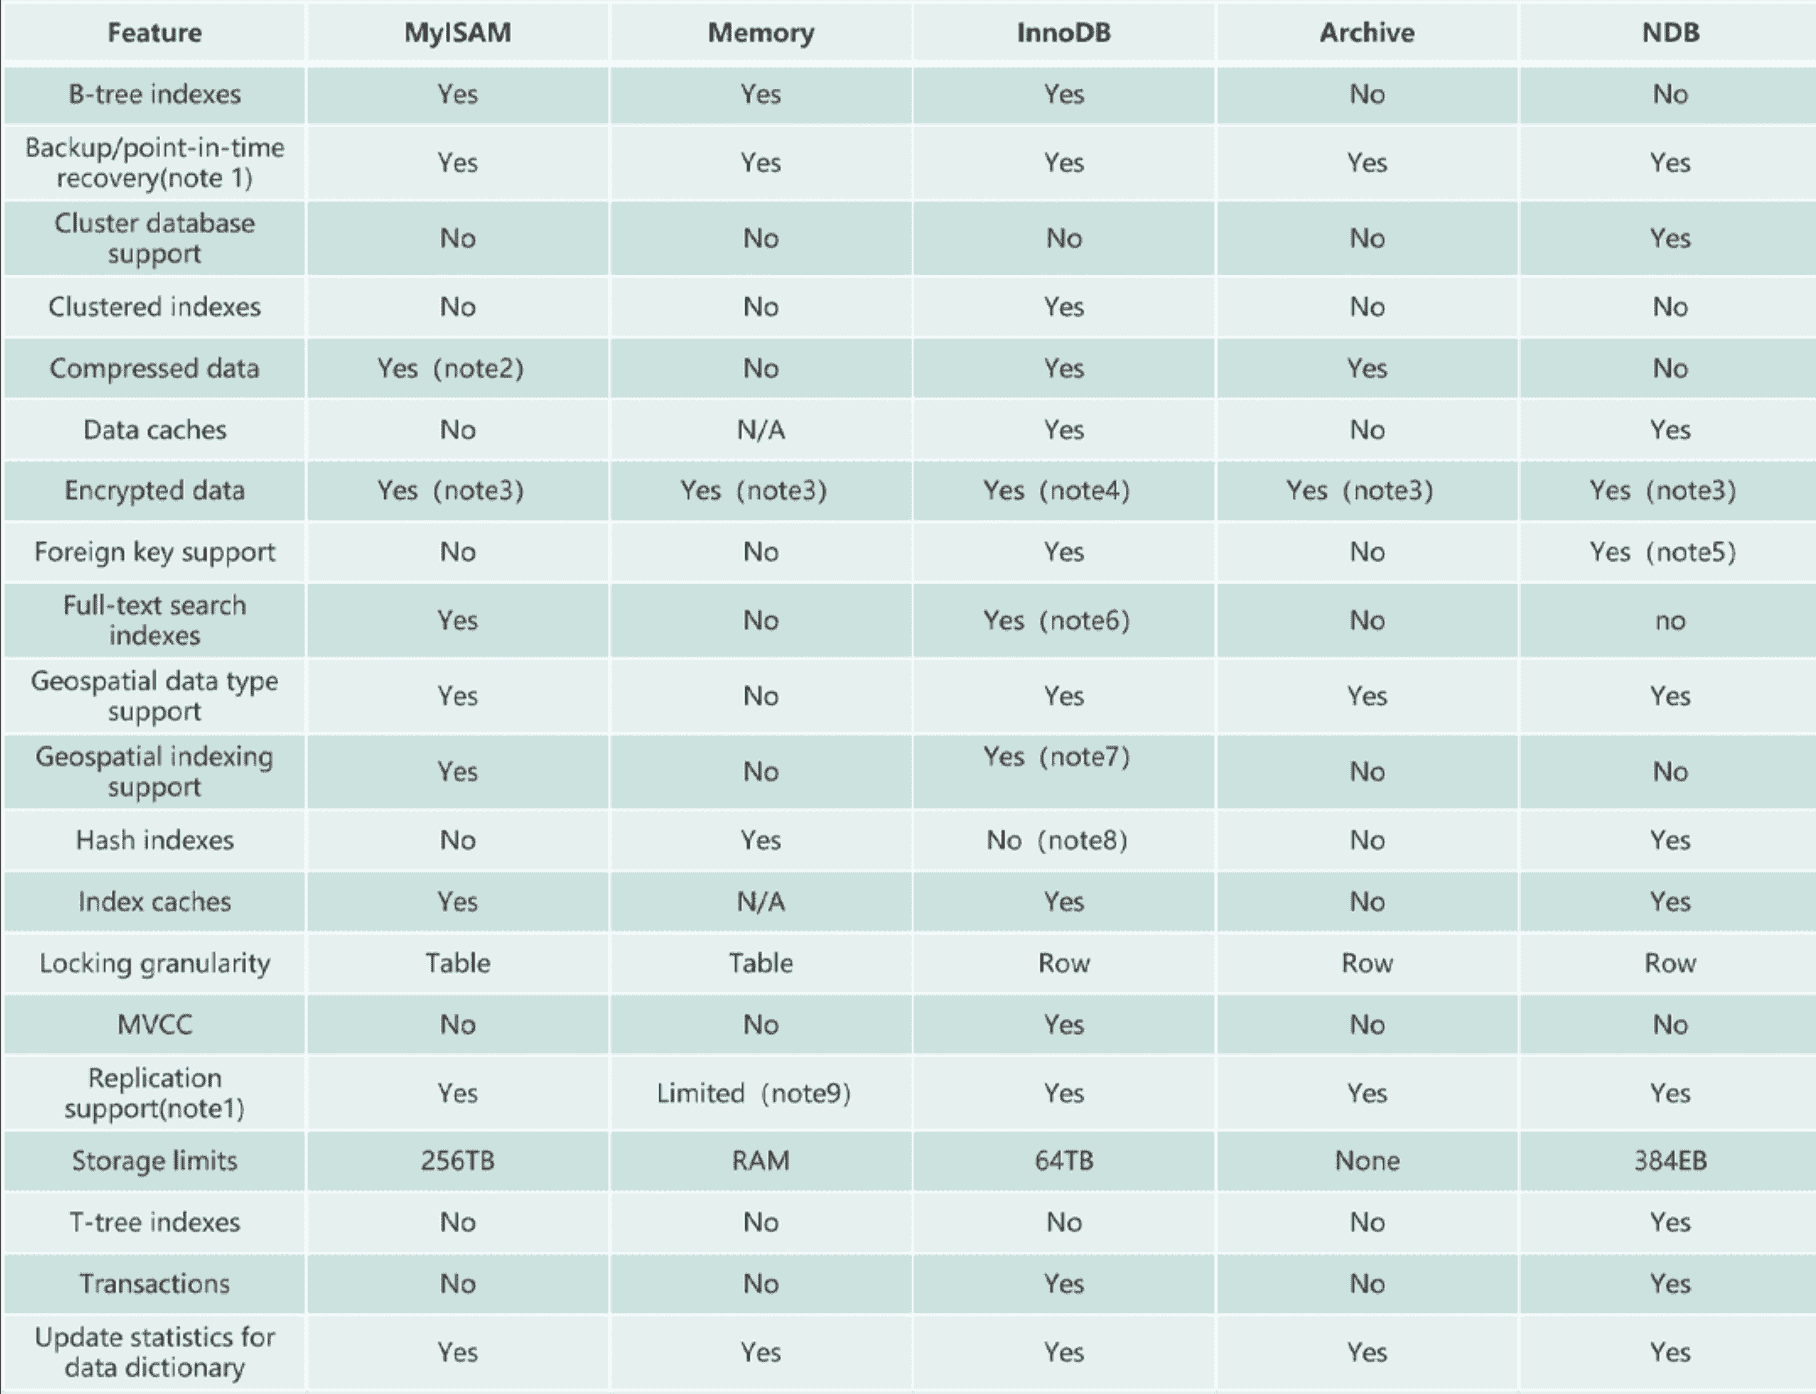 Feature MyISAM Memory InnoDB Archive NDB
B-tree indexes Yes Yes Yes No No
Backup/point-in-time
recovery(note 1) Yes Yes Yes Yes Yes
Cluster database
support No No No No Yes
Clustered indexes No No Yes No No
Compressed data Yes (note2) No Yes Yes No
Data caches No N/A Yes No Yes
Encrypted data Yes (note3) Yes (note3) Yes (note4) Yes (note3) Yes (note3)
Foreign key support No No Yes No Yes (note5)
Full-text search
indexes Yes No Yes (note6) No no
Geospatial data type
support Yes No Yes Yes Yes
Geospatial indexing
support Yes No Yes (note7) No No
Hash indexes No Yes No (note8) No Yes
Index caches Yes N/A Yes No Yes
Locking granularity Table Table Row Row Row
MVCC No No Yes No No
Replication
support(note1) Yes Limited (note9) Yes Yes Yes
Storage limits 256TB RAM 64TB None 384EB
T-tree indexes No No No No Yes
Transactions No No Yes No Yes
Update statistics for
data dictionary Yes Yes Yes Yes Yes